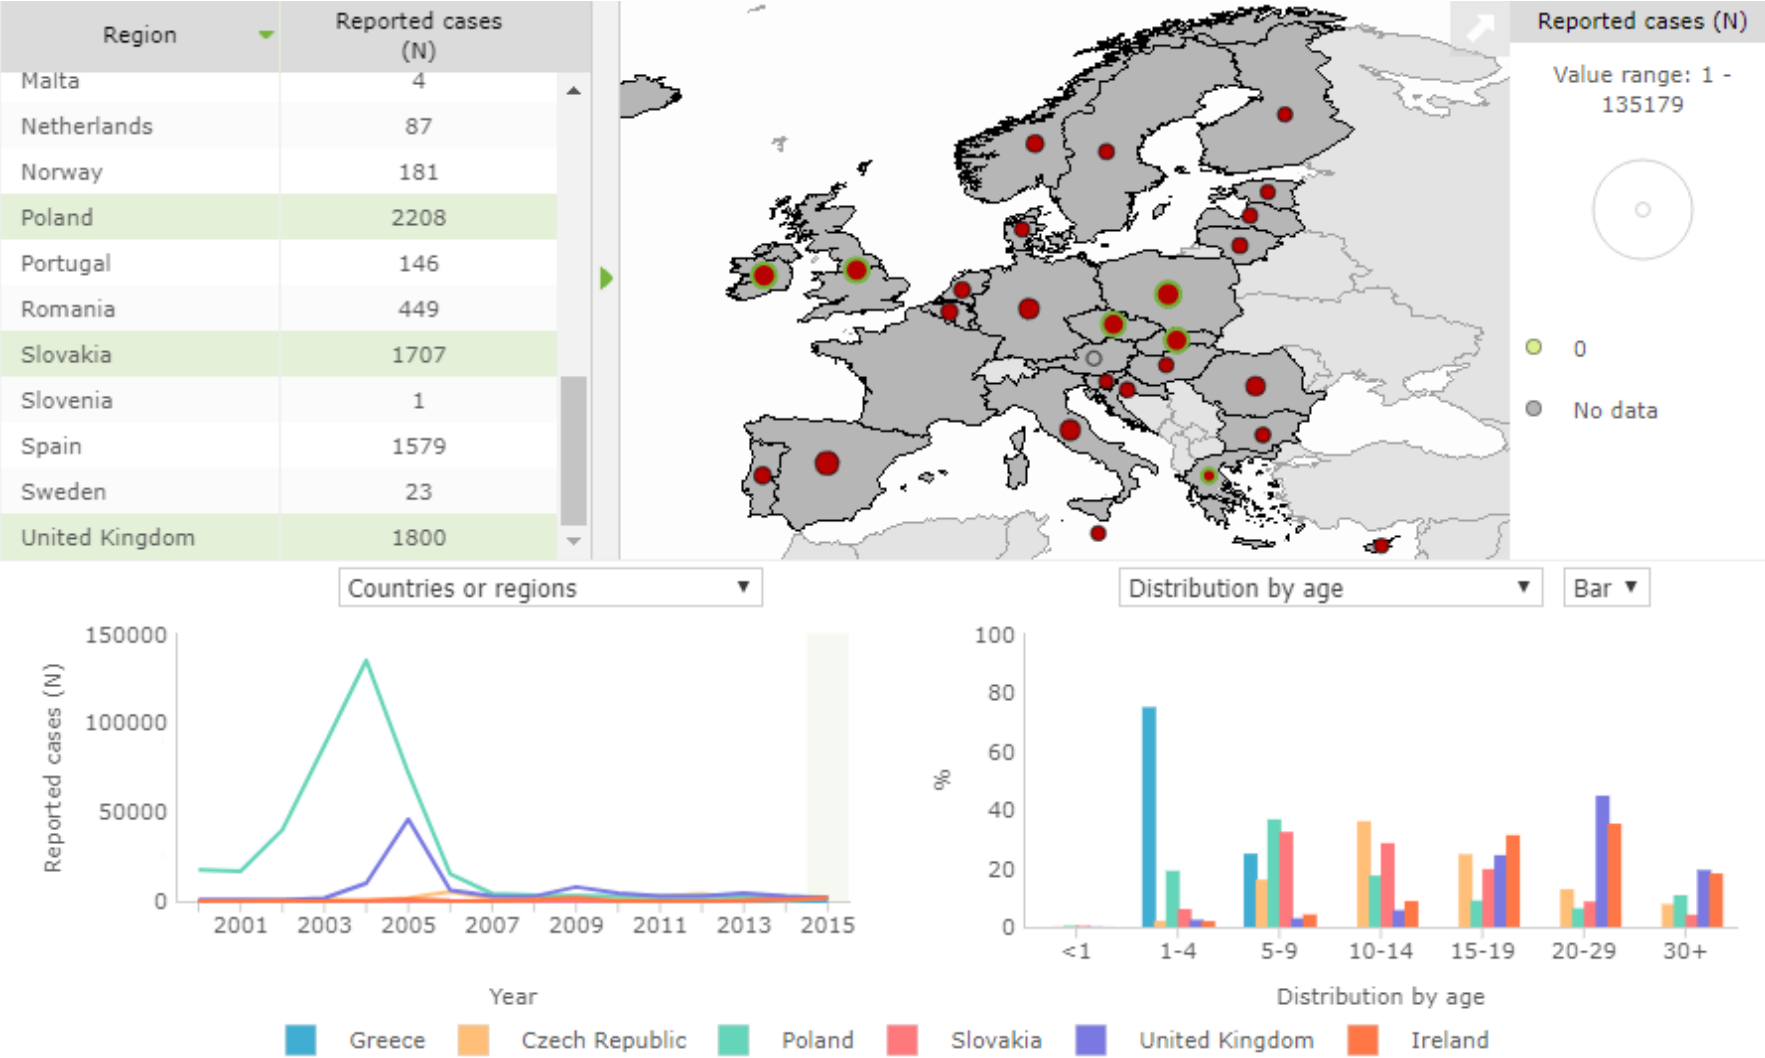 Region Reported cases
(N)
Malta 4
Netherlands 87
Norway 181
Poland 2208
Portugal 146
Romania 449
Slovakia 1707
Slovenia 1
Spain 1579
Sweden 23
United Kingdom 1800
Reported cases (N)
Value range: 1 -
135179
0
No data
Countries or regions
Reported cases (N)
150000
100000
50000
0
2001 2003 2005 2007 2009 2011 2013 2015
Year
Distribution by age
Bar
%
100
80
60
40
20
0
<1 1-4 5-9 10-14 15-19 20-29 30+
Distribution by age
Greece Czech Republic Poland Slovakia United Kingdom Ireland